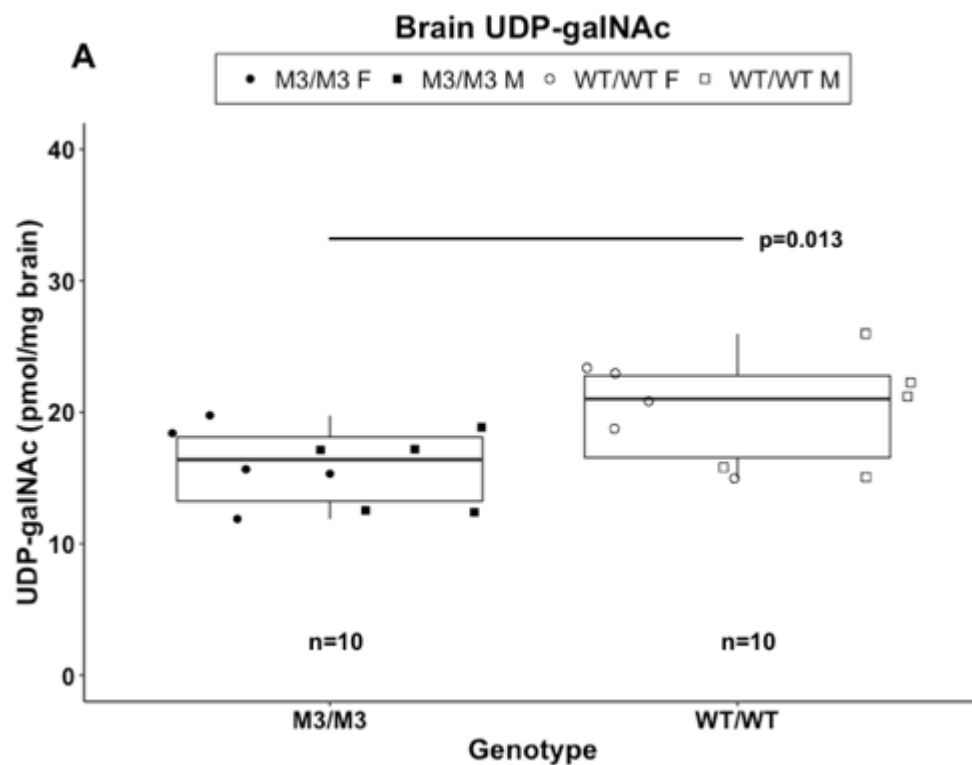 Brain UDP-galNAc
A
M3/M3 F M3/M3 M WT/WT F WT/WT M
40
30
20
10
0
UDP-galNAc (pmol/mg brain)
p=0.013
n=10 n=10
M3/M3 WT/WT
Genotype